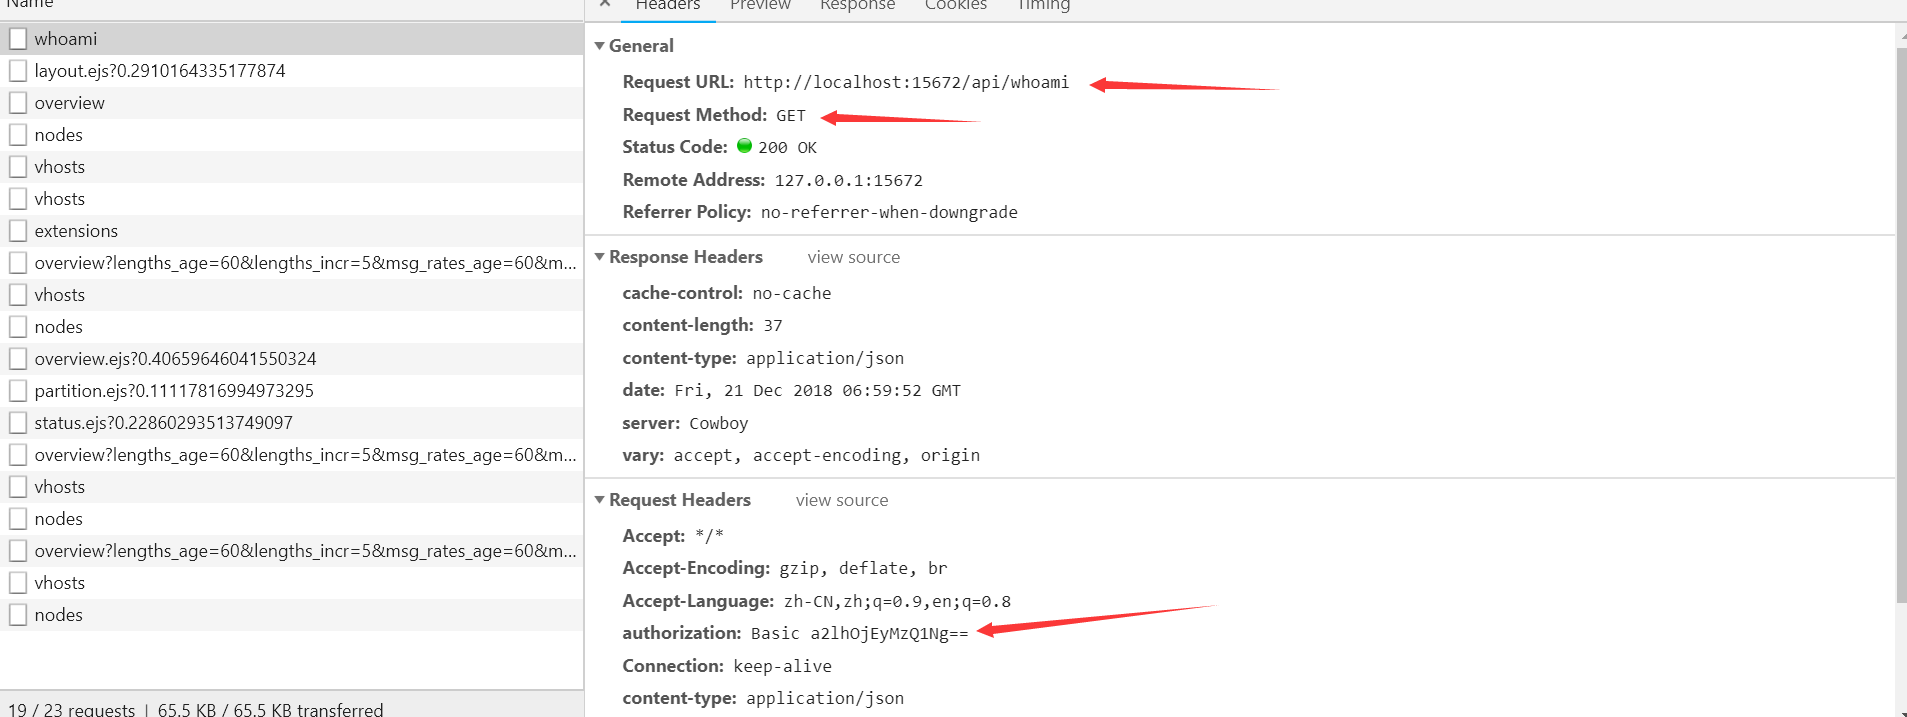 Name
whoami
layout.ejs?0.2910164335177874
overview
nodes
vhosts
vhosts
extensions
overview?lengths_age=60&lengths_incr=5&msg_rates_age=60&m...
vhosts
nodes
overview.ejs?0.40659646041550324
partition.ejs?0.11117816994973295
status.ejs?0.22860293513749097
overview?lengths_age=60&lengths_incr=5&msg_rates_age=60&m...
vhosts
nodes
overview?lengths_age=60&lengths_incr=5&msg_rates_age=60&m...
vhosts
nodes
19 / 23 requests | 65.5 KB / 65.5 KB transferred
× Headers Preview Response Cookies Timing
General
Request URL: http://localhost:15672/api/whoami
Request Method: GET
Status Code: 200 OK
Remote Address: 127.0.0.1:15672
Referrer Policy: no-referrer-when-downgrade
Response Headers view source
cache-control: no-cache
content-length: 37
content-type: application/json
date: Fri, 21 Dec 2018 06:59:52 GMT
server: Cowboy
vary: accept, accept-encoding, origin
Request Headers view source
Accept: */*
Accept-Encoding: gzip, deflate, br
Accept-Language: zh-CN,zh;q=0.9,en;q=0.8
authorization: Basic a2lhOjEyMzQ1Ng==
Connection: keep-alive
content-type: application/json